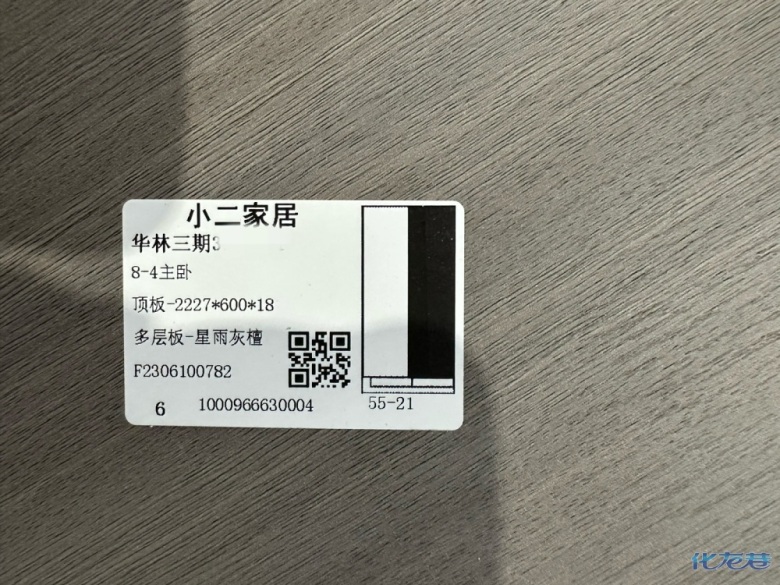 小二家居
华林三期3
8-4主卧
顶板-2227*600*18
多层板-星雨灰檀
F2306100782
6 1000966630004 55-21
化龙巷